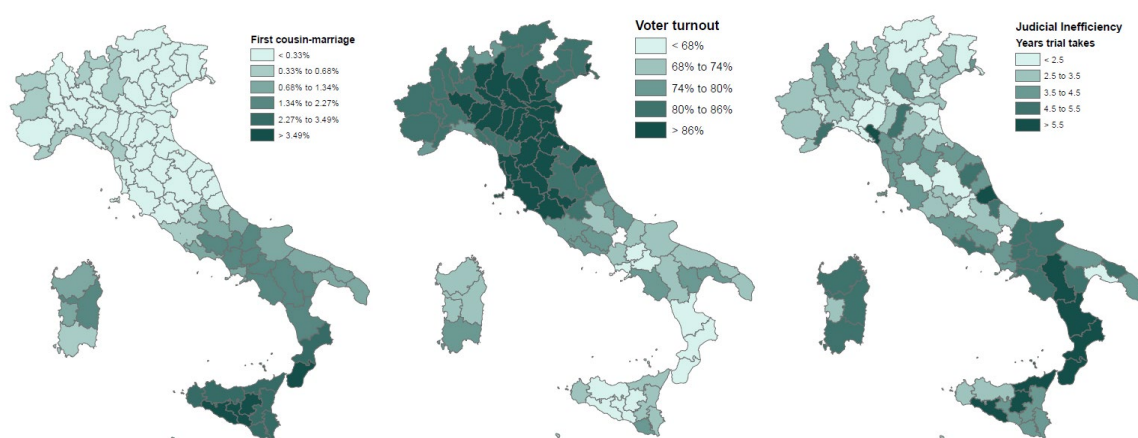 First cousin-marriage
< 0.33%
0.33% to 0.68%
0.68% to 1.34%
1.34% to 2.27%
2.27% to 3.49%
> 3.49%
Voter turnout
< 68%
68% to 74%
74% to 80%
80% to 86%
> 86%
Judicial Inefficiency
Years trial takes
< 2.5
2.5 to 3.5
3.5 to 4.5
4.5 to 5.5
> 5.5